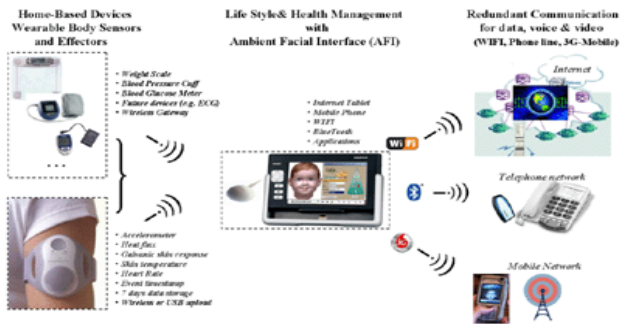 Home-Based Devices
Wearable Body Sensors
and Effectors
Life Style& Health Management
with
Ambient Facial Interface (AFI)
Redundant Communication
for data, voice & video
(WIFI, Phone line, 3G-Mobile)
• Weight Scale
• Blood Pressure Cuff
• Blood Glucose Meter
• Future devices (e.g. ECG)
• Wireless Gateway
...
• Accelerometer
• Heat flux
• Galvanic skin response
• Skin temperature
• Heart Rate
• Event timestamp
• 7 days data storage
• Wireless or USB upload
• Internet Tablet
• Mobile Phone
• WIFI
• BlueTooth
• Applications
WiFi
3G
Internet
Telephone network
Mobile Network